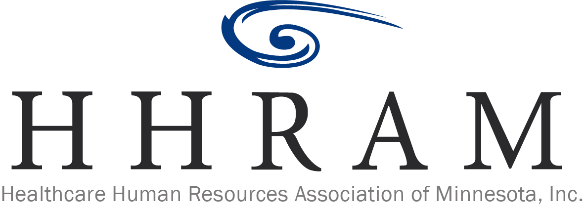 HHRAM
Healthcare Human Resources Association of Minnesota, Inc.